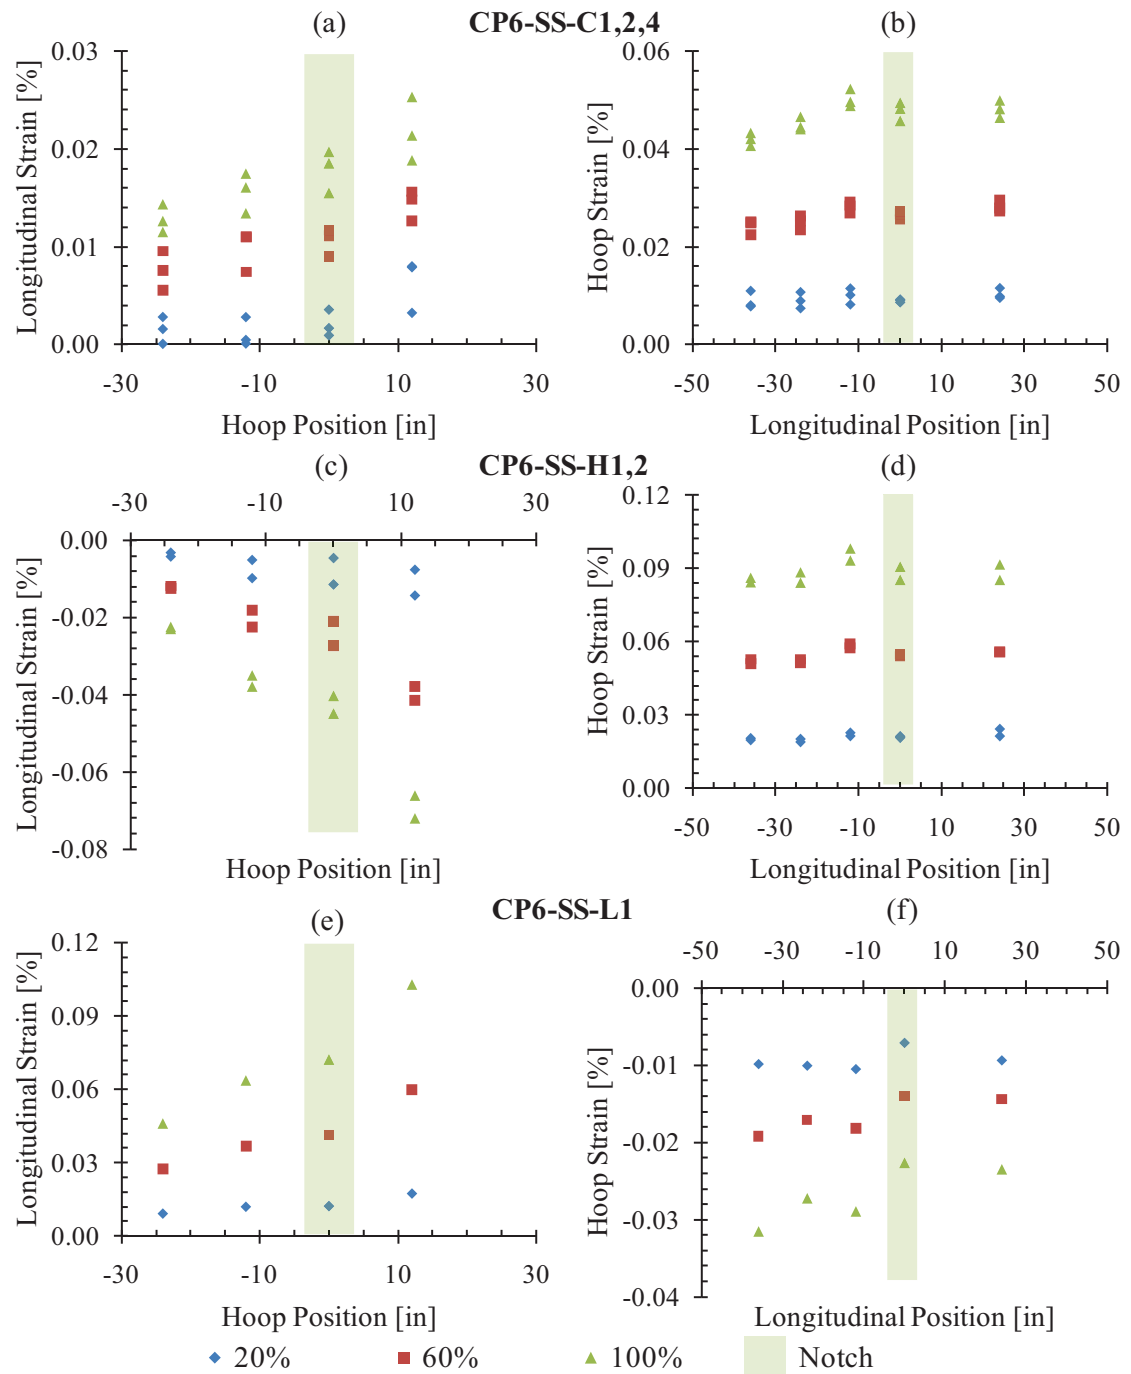 CP6-SS-C1,2,4
(a)
(b)
0.03
0.02
0.01
0.00
Longitudinal Strain [%]
-30
-10
10
30
Hoop Position [in]
0.06
0.04
0.02
0.00
Hoop Strain [%]
-50
-30
-10
10
30
50
Longitudinal Position [in]
CP6-SS-H1,2
(c)
(d)
-30
-10
10
30
0.00
-0.02
-0.04
-0.06
-0.08
Longitudinal Strain [%]
Hoop Position [in]
0.12
0.09
0.06
0.03
0.00
Hoop Strain [%]
-50
-30
-10
10
30
50
Longitudinal Position [in]
CP6-SS-L1
(e)
(f)
0.12
0.09
0.06
0.03
0.00
Longitudinal Strain [%]
-30
-10
10
30
Hoop Position [in]
-50
-30
-10
10
30
50
0.00
-0.01
-0.02
-0.03
-0.04
Hoop Strain [%]
Longitudinal Position [in]
20%
60%
100%
Notch